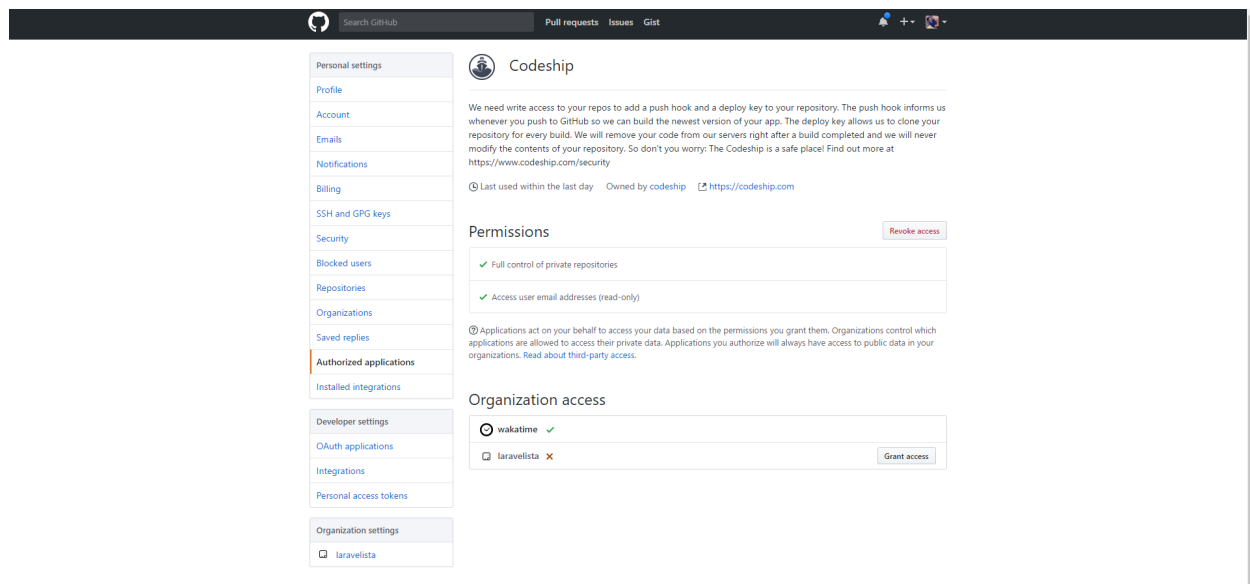 Search GitHub
Pull requests Issues Gist
Personal settings
Profile
Account
Emails
Notifications
Billing
SSH and GPG keys
Security
Blocked users
Repositories
Organizations
Saved replies
Authorized applications
Installed integrations
Developer settings
OAuth applications
Integrations
Personal access tokens
Organization settings
laravelista
Codeship
We need write access to your repos to add a push hook and a deploy key to your repository. The push hook informs us
whenever you push to GitHub so we can build the newest version of your app. The deploy key allows us to clone your
repository for every build. We will remove your code from our servers right after a build completed and we will never
modify the contents of your repository. So don't you worry: The Codeship is a safe place! Find out more at
https://www.codeship.com/security
Last used within the last day Owned by codeship https://codeship.com
Permissions
Revoke access
Full control of private repositories
Access user email addresses (read-only)
Applications act on your behalf to access your data based on the permissions you grant them. Organizations control which
applications are allowed to access their private data. Applications you authorize will always have access to public data in your
organizations. Read about third-party access.
Organization access
wakatime
laravelista
Grant access